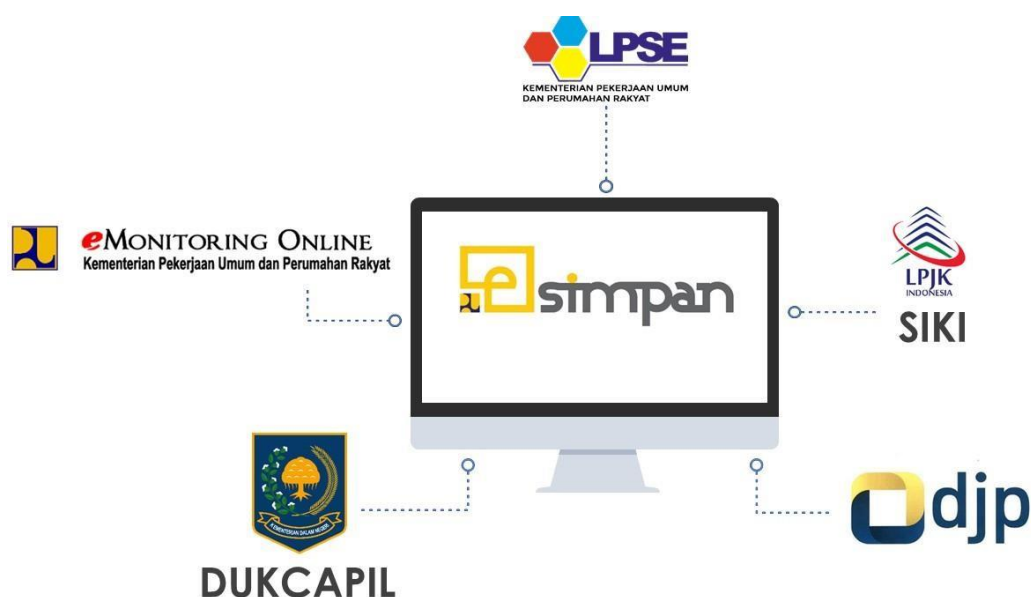 LPSE
KEMENTERIAN PEKERJAAN UMUM
DAN PERUMAHAN RAKYAT
eMONITORING ONLINE
Kementerian Pekerjaan Umum dan Perumahan Rakyat
esimpan
LPJK
INDONESIA
SIKI
KEMENTERIAN DALAM NEGERI
DUKCAPIL
djp